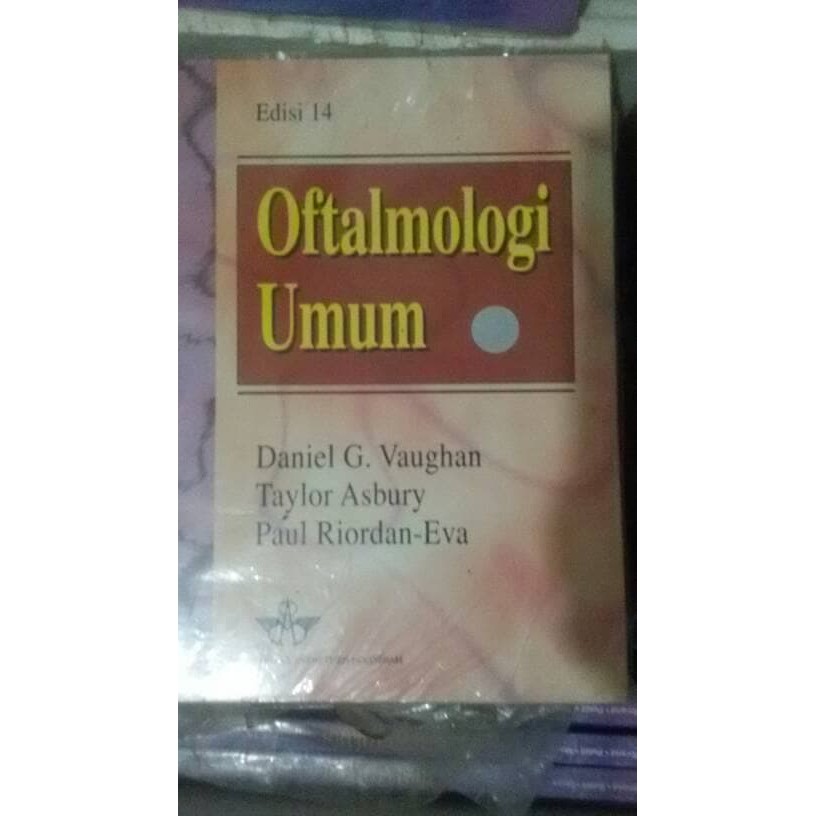 Edisi 14
Oftalmologi
Umum
Daniel G. Vaughan
Taylor Asbury
Paul Riordan-Eva